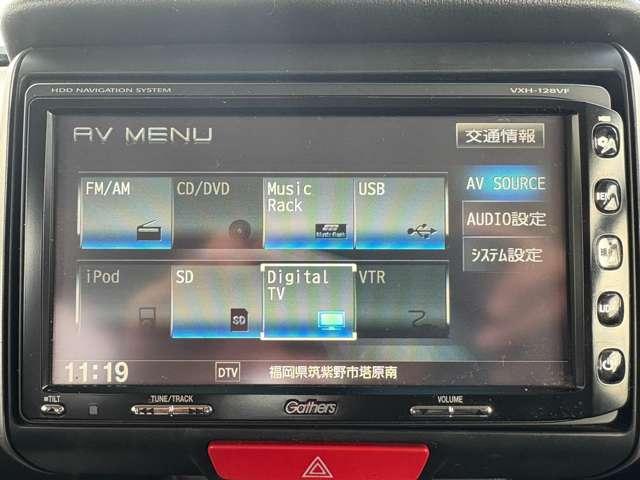 HDD NAVIGATION SYSTEM VXH-128VF
AV MENU 交通情報
FM/AM CD/DVD Music Rack USB
AV SOURCE
AUDIO設定
システム設定
iPod SD Digital TV VTR
SD
11:19 DTV 福岡県筑紫野市塔原南
TILT TUNE/TRACK Gathers VOLUME